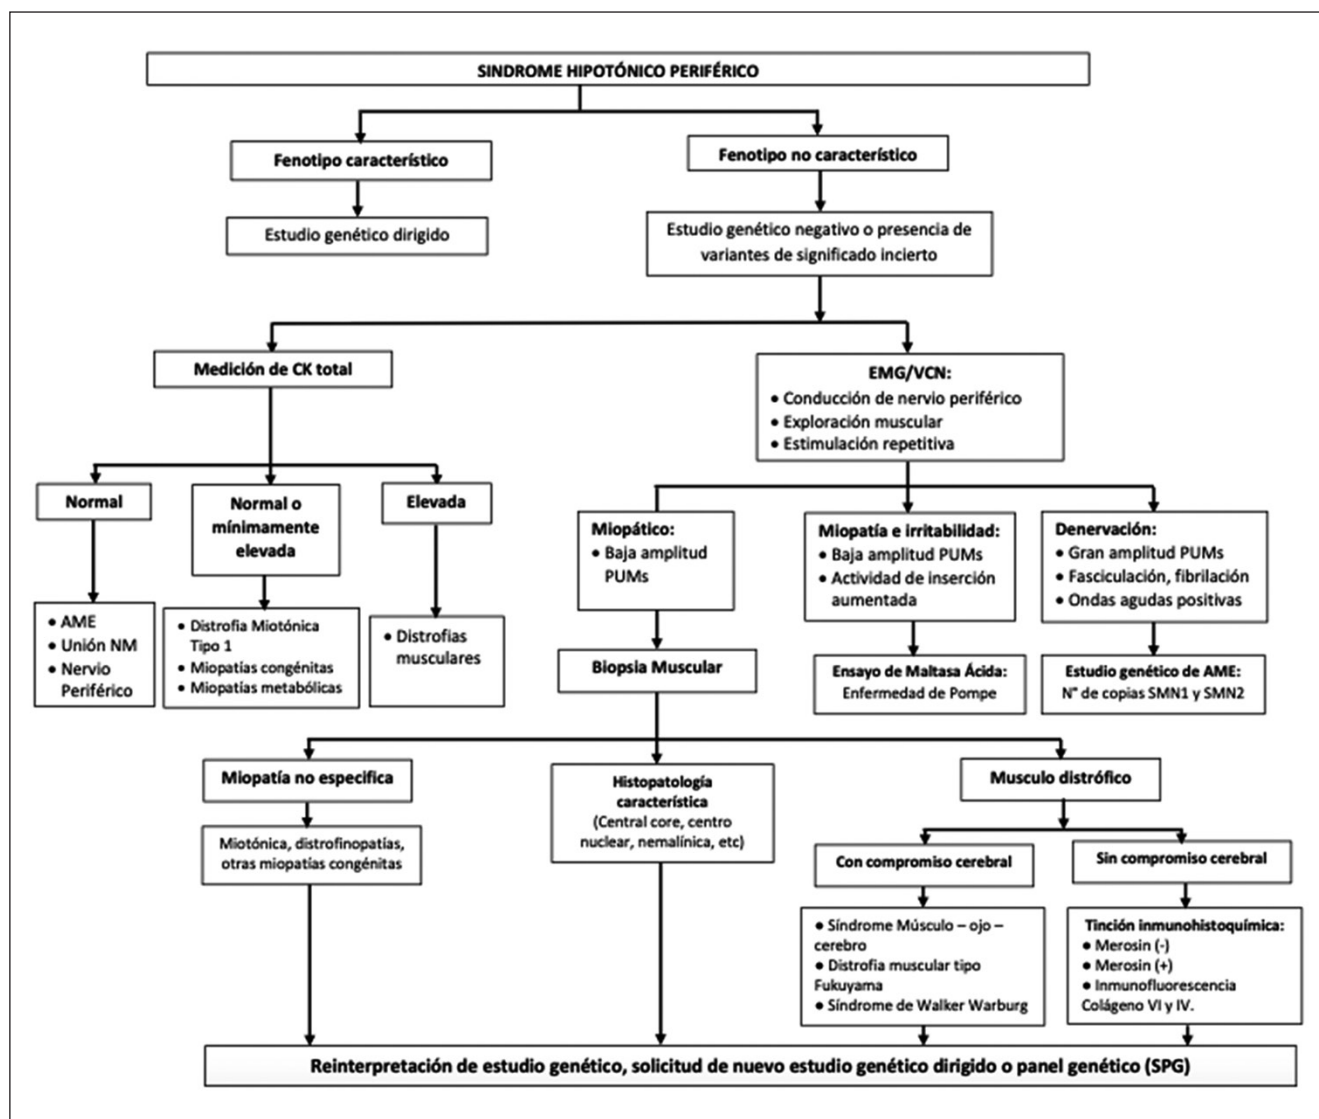 SINDROME HIPOTÓNICO PERIFÉRICO
Fenotipo característico
Fenotipo no característico
Estudio genético dirigido
Estudio genético negativo o presencia de
variantes de significado incierto
Medición de CK total
EMG/VCN:
● Conducción de nervio periférico
● Exploración muscular
● Estimulación repetitiva
Normal
Normal o
mínimamente
elevada
Elevada
● AME
● Unión NM
● Nervio
Periférico
● Distrofia Miotónica
Tipo 1
● Miopatías congénitas
● Miopatías metabólicas
● Distrofias
musculares
Miopático:
● Baja amplitud
PUMs
Miopatía e irritabilidad:
● Baja amplitud PUMs
● Actividad de inserción
aumentada
Denervación:
● Gran amplitud PUMs
● Fasciculación, fibrilación
● Ondas agudas positivas
Biopsia Muscular
Ensayo de Maltasa Ácida:
Enfermedad de Pompe
Estudio genético de AME:
N° de copias SMN1 y SMN2
Miopatía no especifica
Histopatología
característica
(Central core, centro
nuclear, nemalínica, etc)
Musculo distrófico
Miotónica, distrofinopatías,
otras miopatías congénitas
Con compromiso cerebral
Sin compromiso cerebral
● Síndrome Músculo – ojo –
cerebro
● Distrofia muscular tipo
Fukuyama
● Síndrome de Walker Warburg
Tinción inmunohistoquímica:
● Merosin (-)
● Merosin (+)
● Inmunofluorescencia
Colágeno VI y IV.
Reinterpretación de estudio genético, solicitud de nuevo estudio genético dirigido o panel genético (SPG)